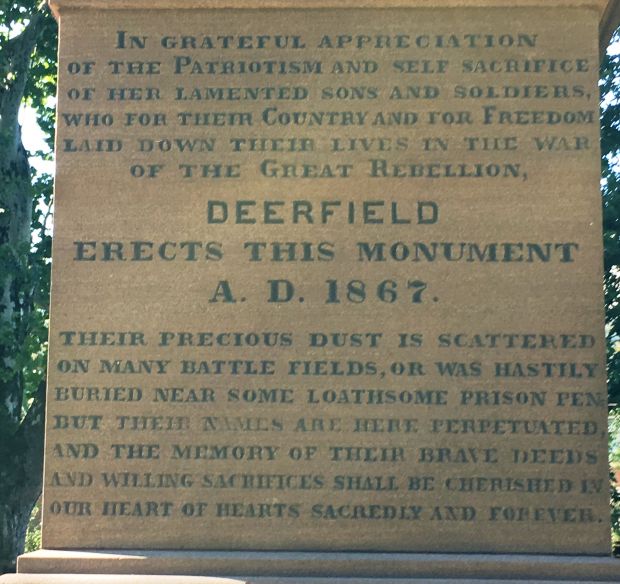 In grateful appreciation
of the Patriotism and self sacrifice
of her lamented sons and soldiers,
who for their Country and for Freedom
laid down their lives in the war
of the Great Rebellion,
DEERFIELD
ERECTS THIS MONUMENT
A. D. 1867.
THEIR PRECIOUS DUST IS SCATTERED
ON MANY BATTLE FIELDS, OR WAS HASTILY
BURIED NEAR SOME LOATHSOME PRISON PEN
BUT THEIR NAMES ARE HERE PERPETUATED,
AND THE MEMORY OF THEIR BRAVE DEEDS
AND WILLING SACRIFICES SHALL BE CHERISHED IN
OUR HEART OF HEARTS SACREDLY AND FOREVER.